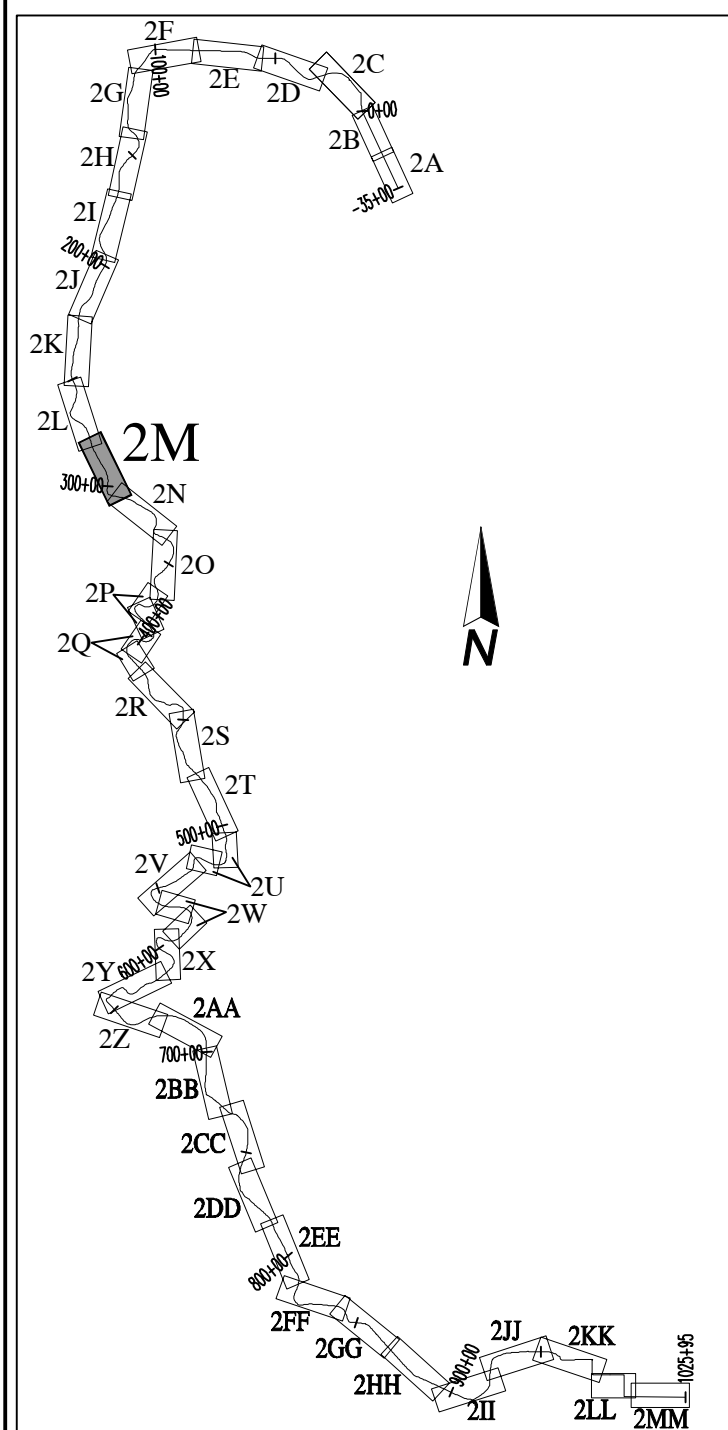 2F
2C
2E
2D
100+00
2G
0+00
2B
2H
2A
-35+00
2I
200+00
2J
2K
2L
2M
300+00
2N
2O
2P
400+00
2Q
2R
2S
2T
500+00
2V
2U
2W
2X
600+00
2Y
2AA
2Z
700+00
2BB
2CC
2DD
2EE
800+00
2FF
2GG
2JJ
2KK
900+00
1025+95
2HH
2II
2LL
2MM
N